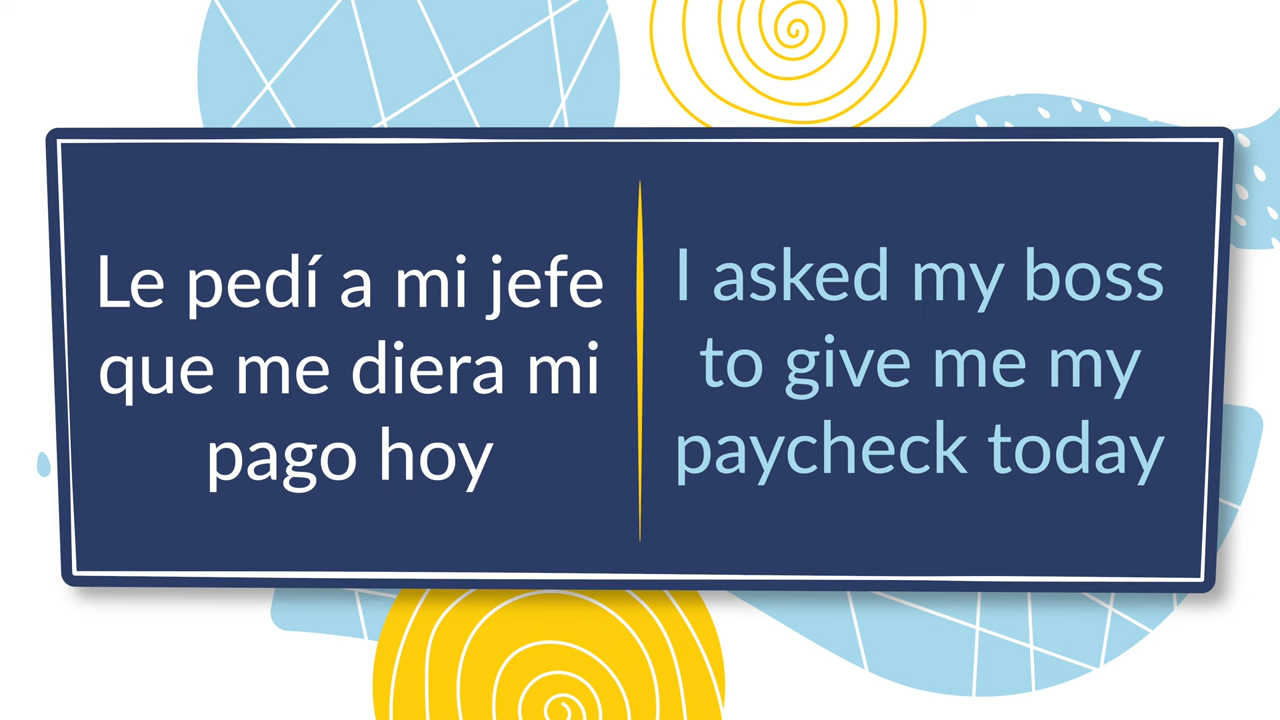 Le pedí a mi jefe
que me diera mi
pago hoy
I asked my boss
to give me my
paycheck today